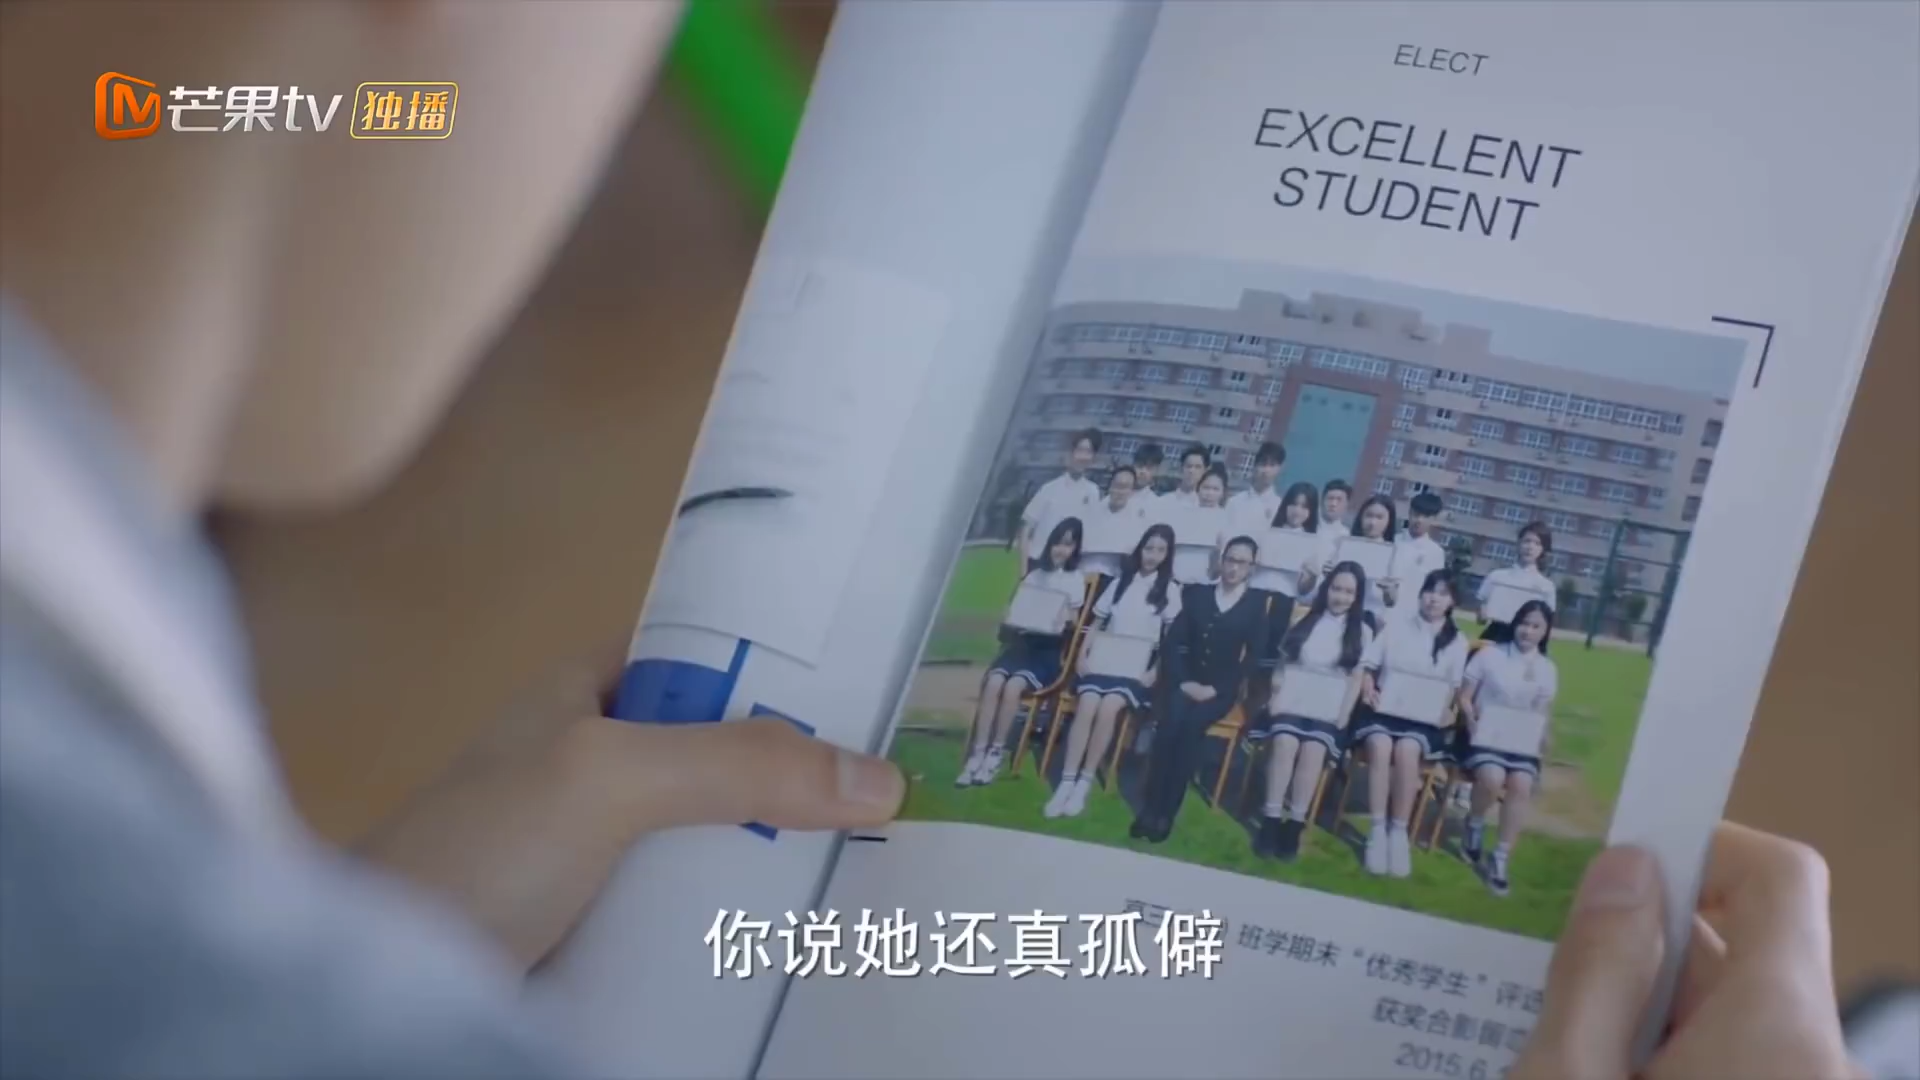 芒果tv 独播
ELECT
EXCELLENT
STUDENT
班学期末“优秀学生”评选
获奖合影留
2015.6
你说她还真孤僻